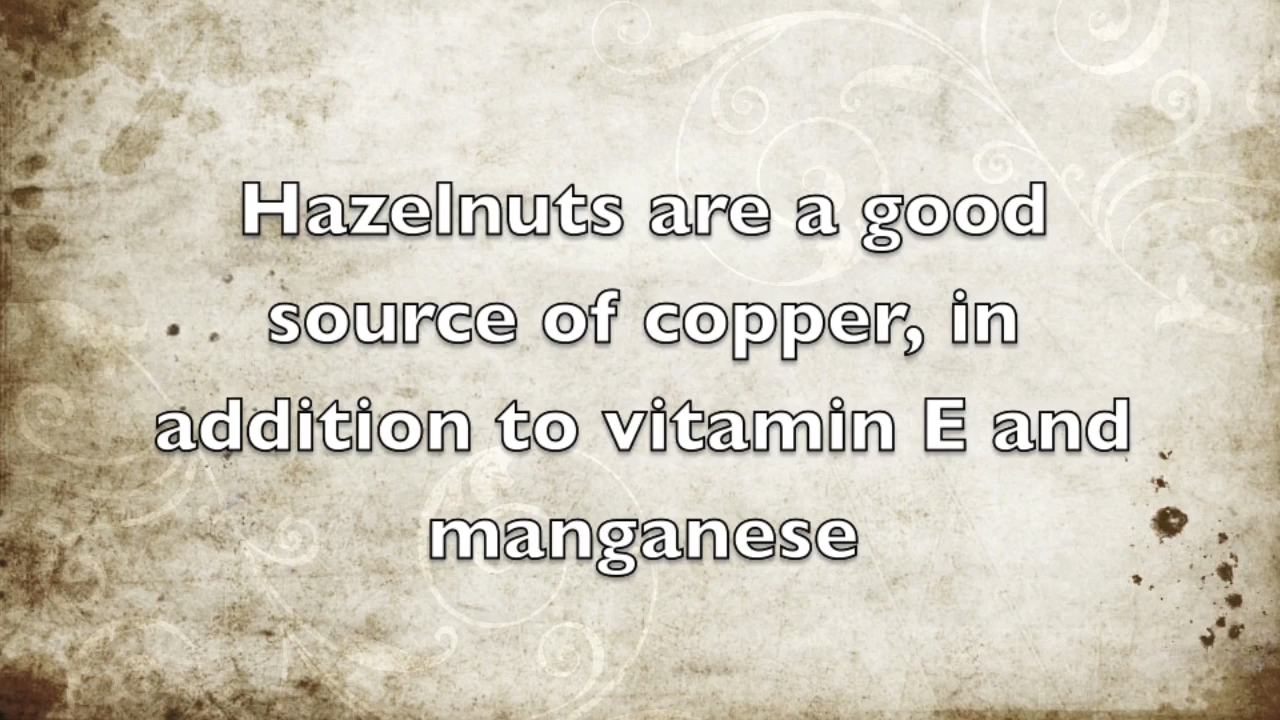 Hazelnuts are a good
source of copper, in
addition to vitamin E and
manganese